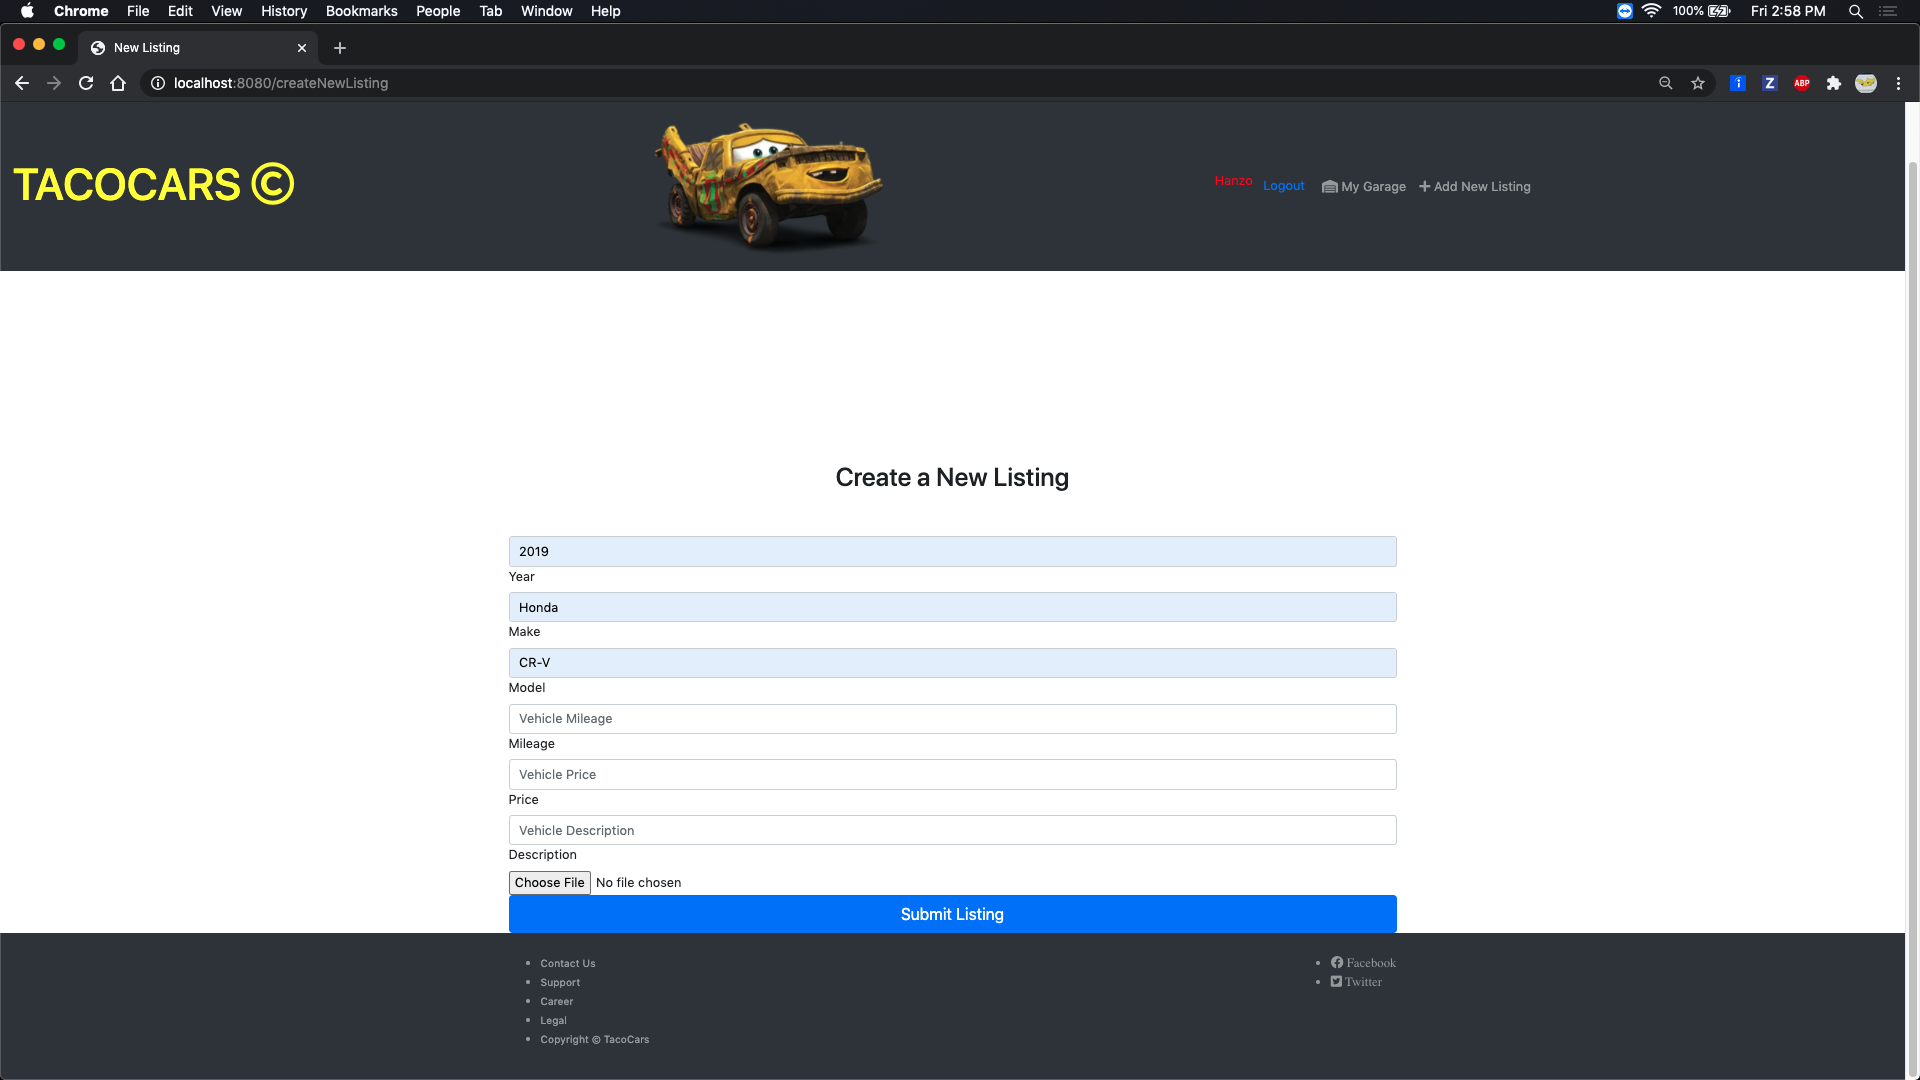 Chrome File Edit View History Bookmarks People Tab Window Help 100% Fri 2:58 PM
New Listing
localhost:8080/createNewListing Z ABP
TACOCARS ©
Hanzo Logout My Garage Add New Listing
Create a New Listing
2019
Year
Honda
Make
CR-V
Model
Vehicle Mileage
Mileage
Vehicle Price
Price
Vehicle Description
Description
Choose File No file chosen
Submit Listing
Contact Us
Support
Career
Legal
Copyright © TacoCars
Facebook
Twitter